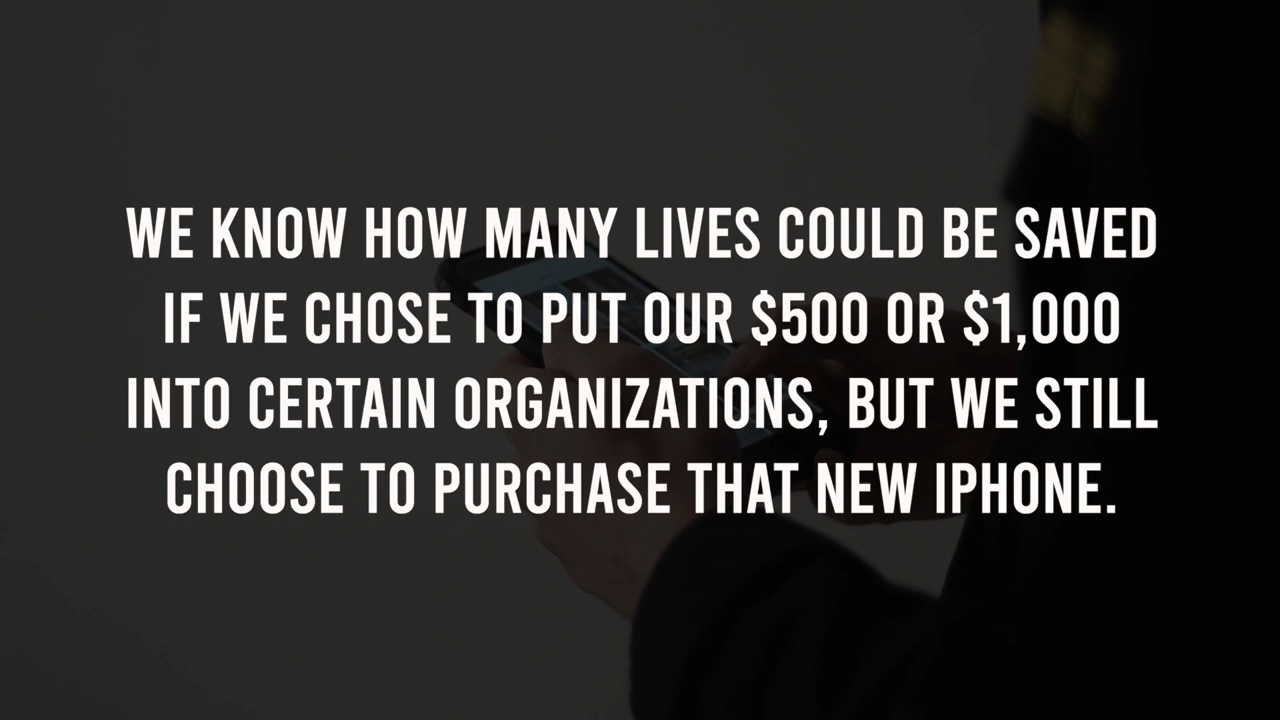 WE KNOW HOW MANY LIVES COULD BE SAVED
IF WE CHOSE TO PUT OUR $500 OR $1,000
INTO CERTAIN ORGANIZATIONS, BUT WE STILL
CHOOSE TO PURCHASE THAT NEW IPHONE.